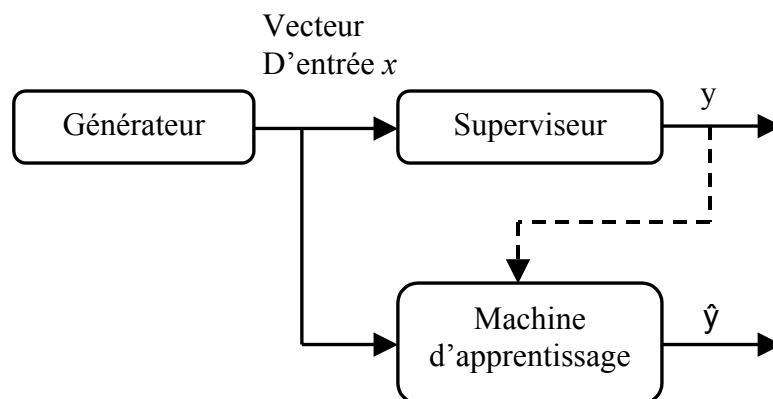 Vecteur
D’entrée x
Générateur
Superviseur
y
Machine
d’apprentissage
ŷ